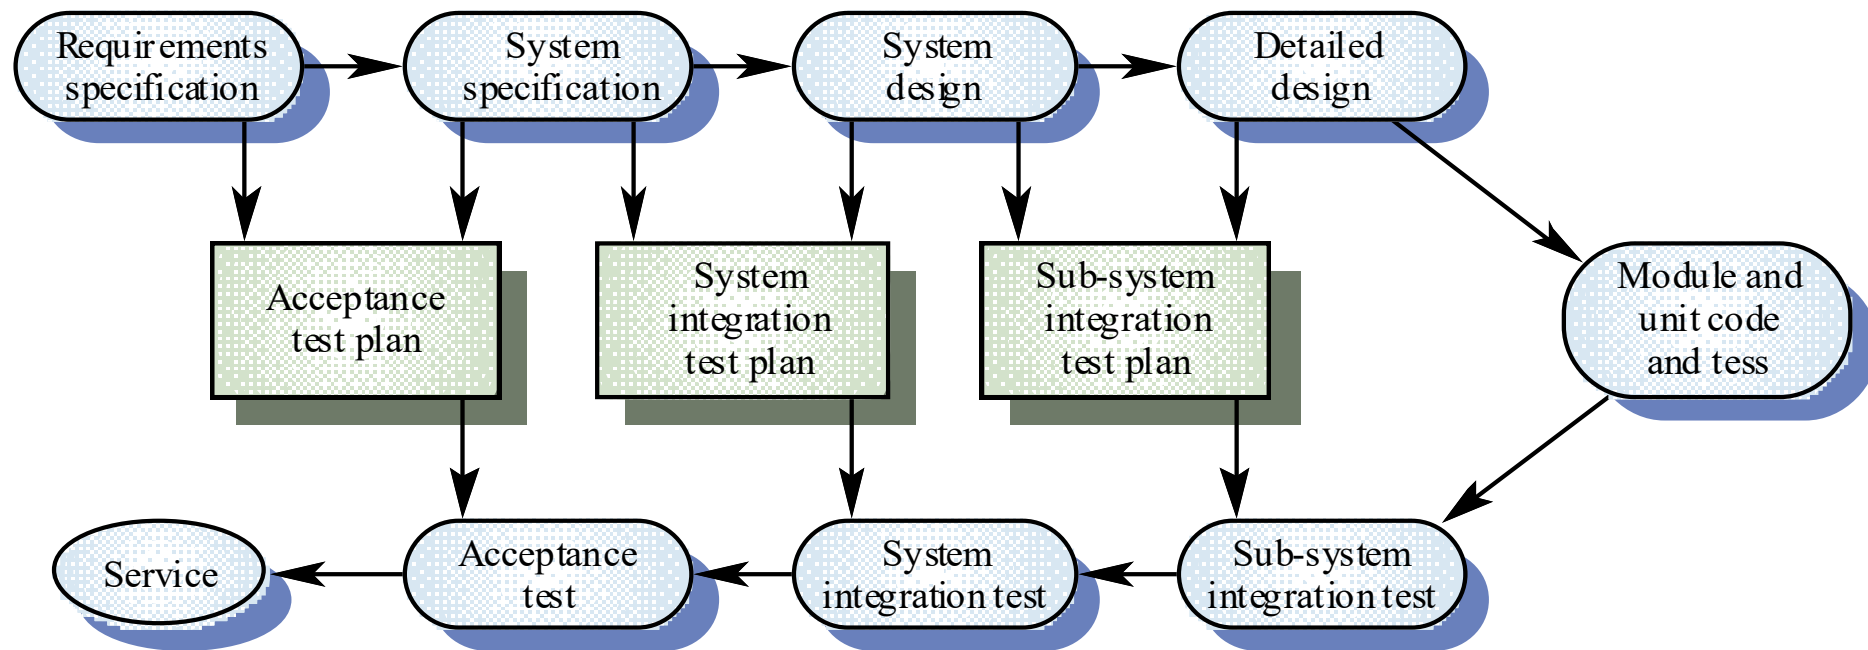 Requirements
specification
System
specification
System
design
Detailed
design
Acceptance
test plan
System
integration
test plan
Sub-system
integration
test plan
Module and
unit code
and tess
Service
Acceptance
test
System
integration test
Sub-system
integration test